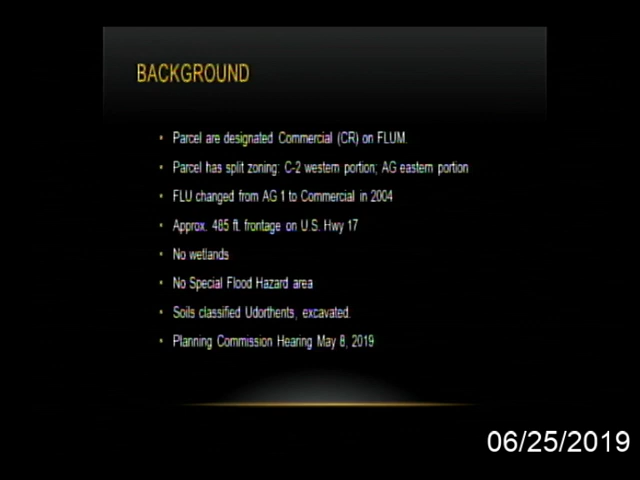 BACKGROUND
• Parcel are designated Commercial (CR) on FLUM.
• Parcel has split zoning: C-2 western portion; AG eastern portion
• FLU changed from AG 1 to Commercial in 2004
• Approx. 485 ft. frontage on U.S. Hwy 17
• No wetlands
• No Special Flood Hazard area
• Soils classified Udorthents, excavated.
• Planning Commission Hearing May 8, 2019
06/25/2019